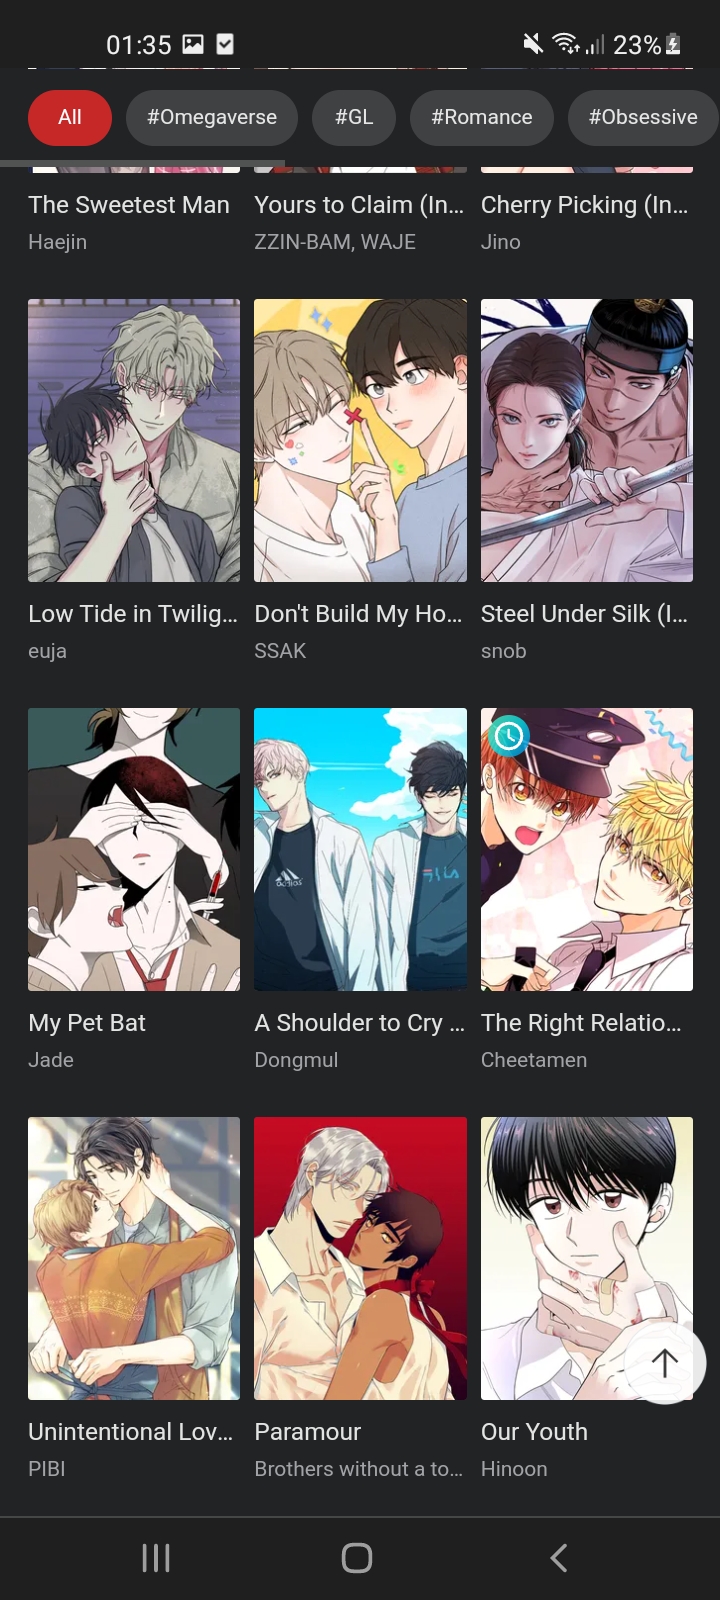 01:35
23%
All
#Omegaverse
#GL
#Romance
#Obsessive
The Sweetest Man
Yours to Claim (In...
Cherry Picking (In...
Haejin
ZZIN-BAM, WAJE
Jino
Low Tide in Twilig...
Don't Build My Ho...
Steel Under Silk (I...
euja
SSAK
snob
My Pet Bat
A Shoulder to Cry ...
The Right Relatio...
Jade
Dongmul
Cheetamen
Unintentional Lov...
Paramour
Our Youth
PIBI
Brothers without a to...
Hinoon